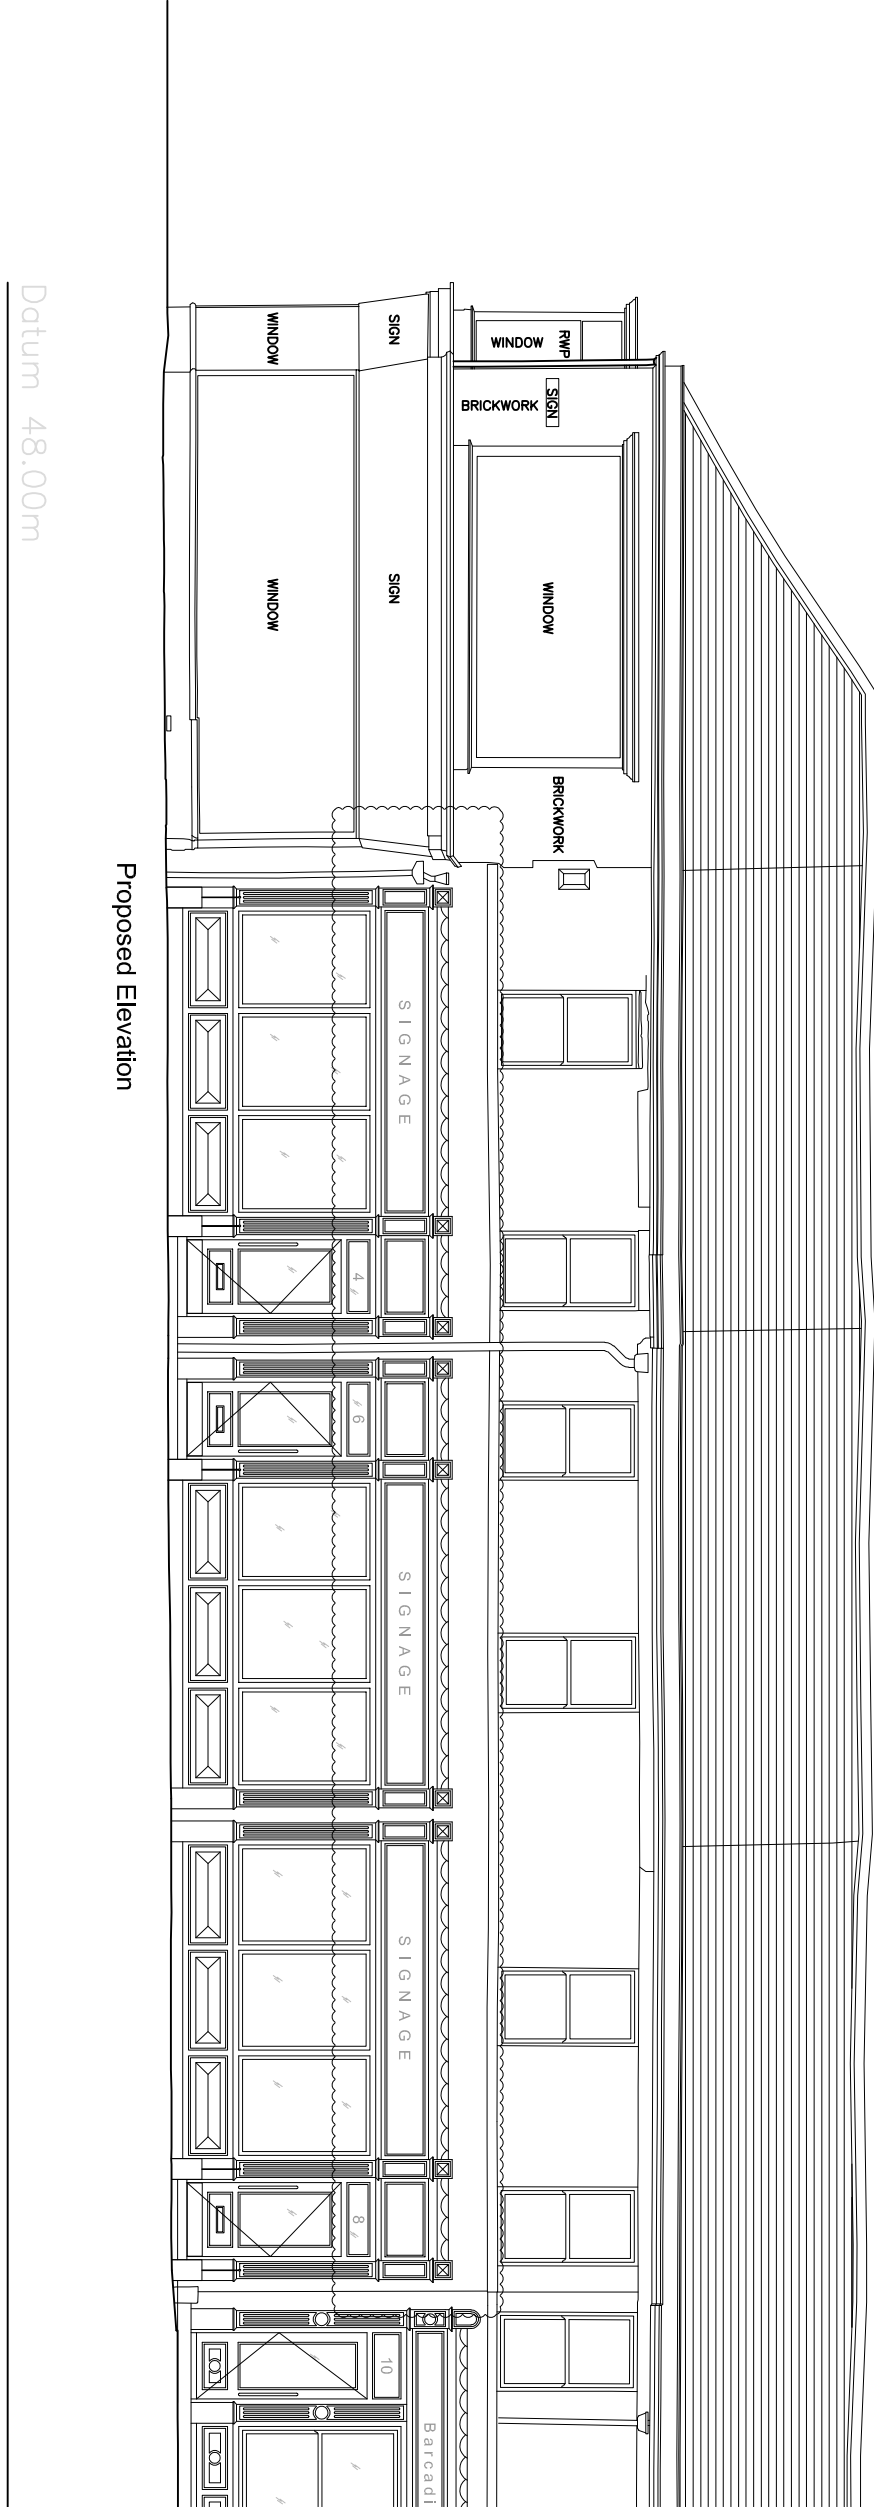 RWP
WINDOW
SIGN
BRICKWORK
WINDOW
BRICKWORK
SIGN
WINDOW
SIGN
WINDOW
SIGNAGE
4
6
SIGNAGE
SIGNAGE
8
10
Barcadi
Proposed Elevation
Datum 48.00m